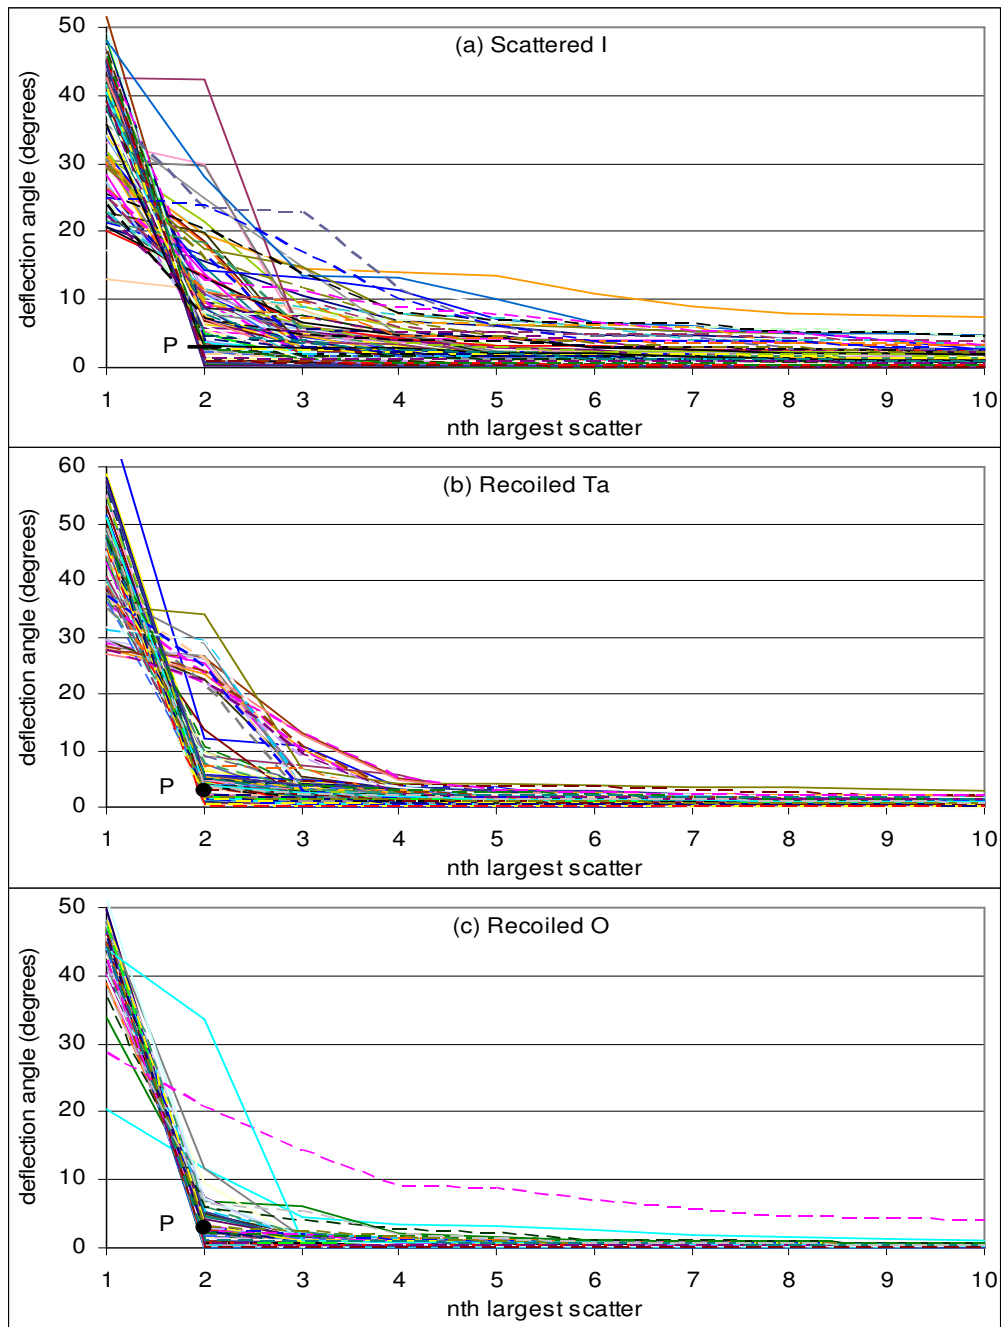 (a) Scattered I
deflection angle (degrees)
50
40
30
20
10
0
P
1 2 3 4 5 6 7 8 9 10
nth largest scatter
(b) Recoiled Ta
deflection angle (degrees)
60
50
40
30
20
10
0
P
1 2 3 4 5 6 7 8 9 10
nth largest scatter
(c) Recoiled O
deflection angle (degrees)
50
40
30
20
10
0
P
1 2 3 4 5 6 7 8 9 10
nth largest scatter